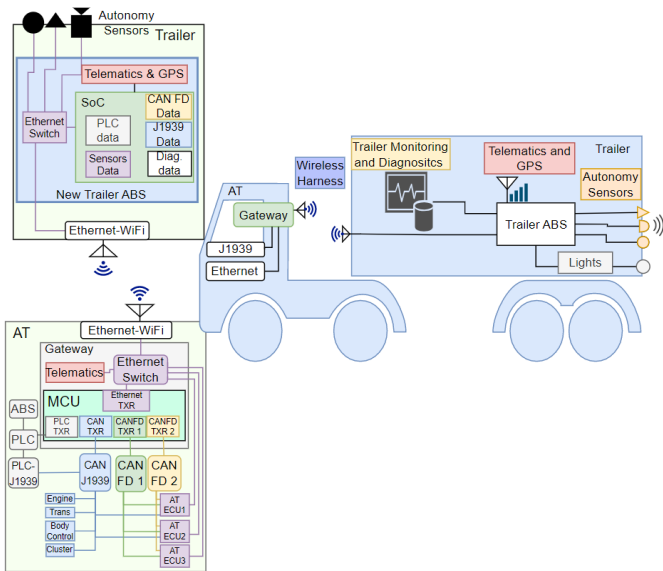 Autonomy
Sensors
Trailer
Telematics & GPS
SoC
CAN FD
Data
Ethernet
Switch
PLC
data
J1939
Data
Sensors
Data
Diag.
data
New Trailer ABS
Ethernet-WiFi
Wireless
Harness
AT
Gateway
J1939
Ethernet
Trailer Monitoring
and Diagnositcs
Telematics and
GPS
Trailer
Autonomy
Sensors
Trailer ABS
Lights
AT
Ethernet-WiFi
Gateway
Telematics
Ethernet
Switch
MCU
Ethernet
TXR
ABS
PLC
PLC-
J1939
PLC
TXR
CAN
TXR
CANFD
TXR 1
CANFD
TXR 2
CAN
J1939
CAN
FD 1
CAN
FD 2
Engine
Trans
Body
Control
Cluster
AT
ECU1
AT
ECU2
AT
ECU3